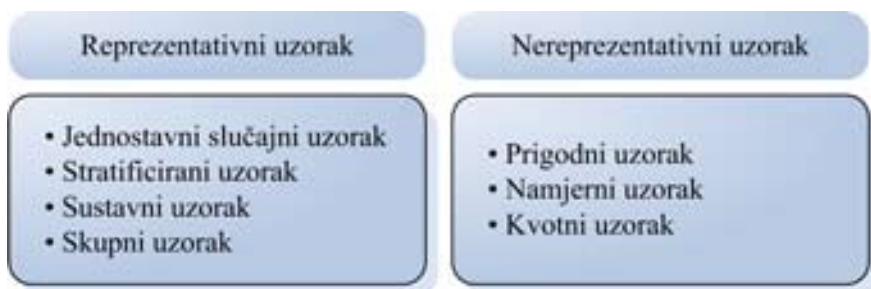 Reprezentativni uzorak
• Jednostavni slučajni uzorak
• Stratificirani uzorak
• Sustavni uzorak
• Skupni uzorak
Nereprezentativni uzorak
• Prigodni uzorak
• Namjerni uzorak
• Kvotni uzorak